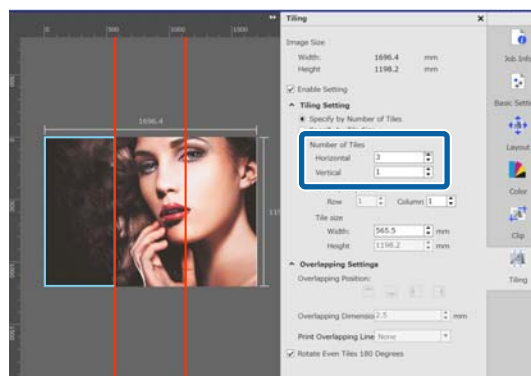 Tiling
Image Size
Width: 1696.4 mm
Height 1198.2 mm
Enable Setting
Tiling Setting
Specify by Number of Tiles
Number of Tiles
Horizontal 3
Vertical 1
Row 1 Column 1
Tile size
Width: 565.5 mm
Height: 1198.2 mm
Overlapping Settings
Overlapping Position:
Overlapping Dimensio 2.5 mm
Print Overlapping Line None
Rotate Even Tiles 180 Degrees
Job Info
Basic Settin
Layout
Color
Clip
Tiling
0 500 1000 1500
1696.4